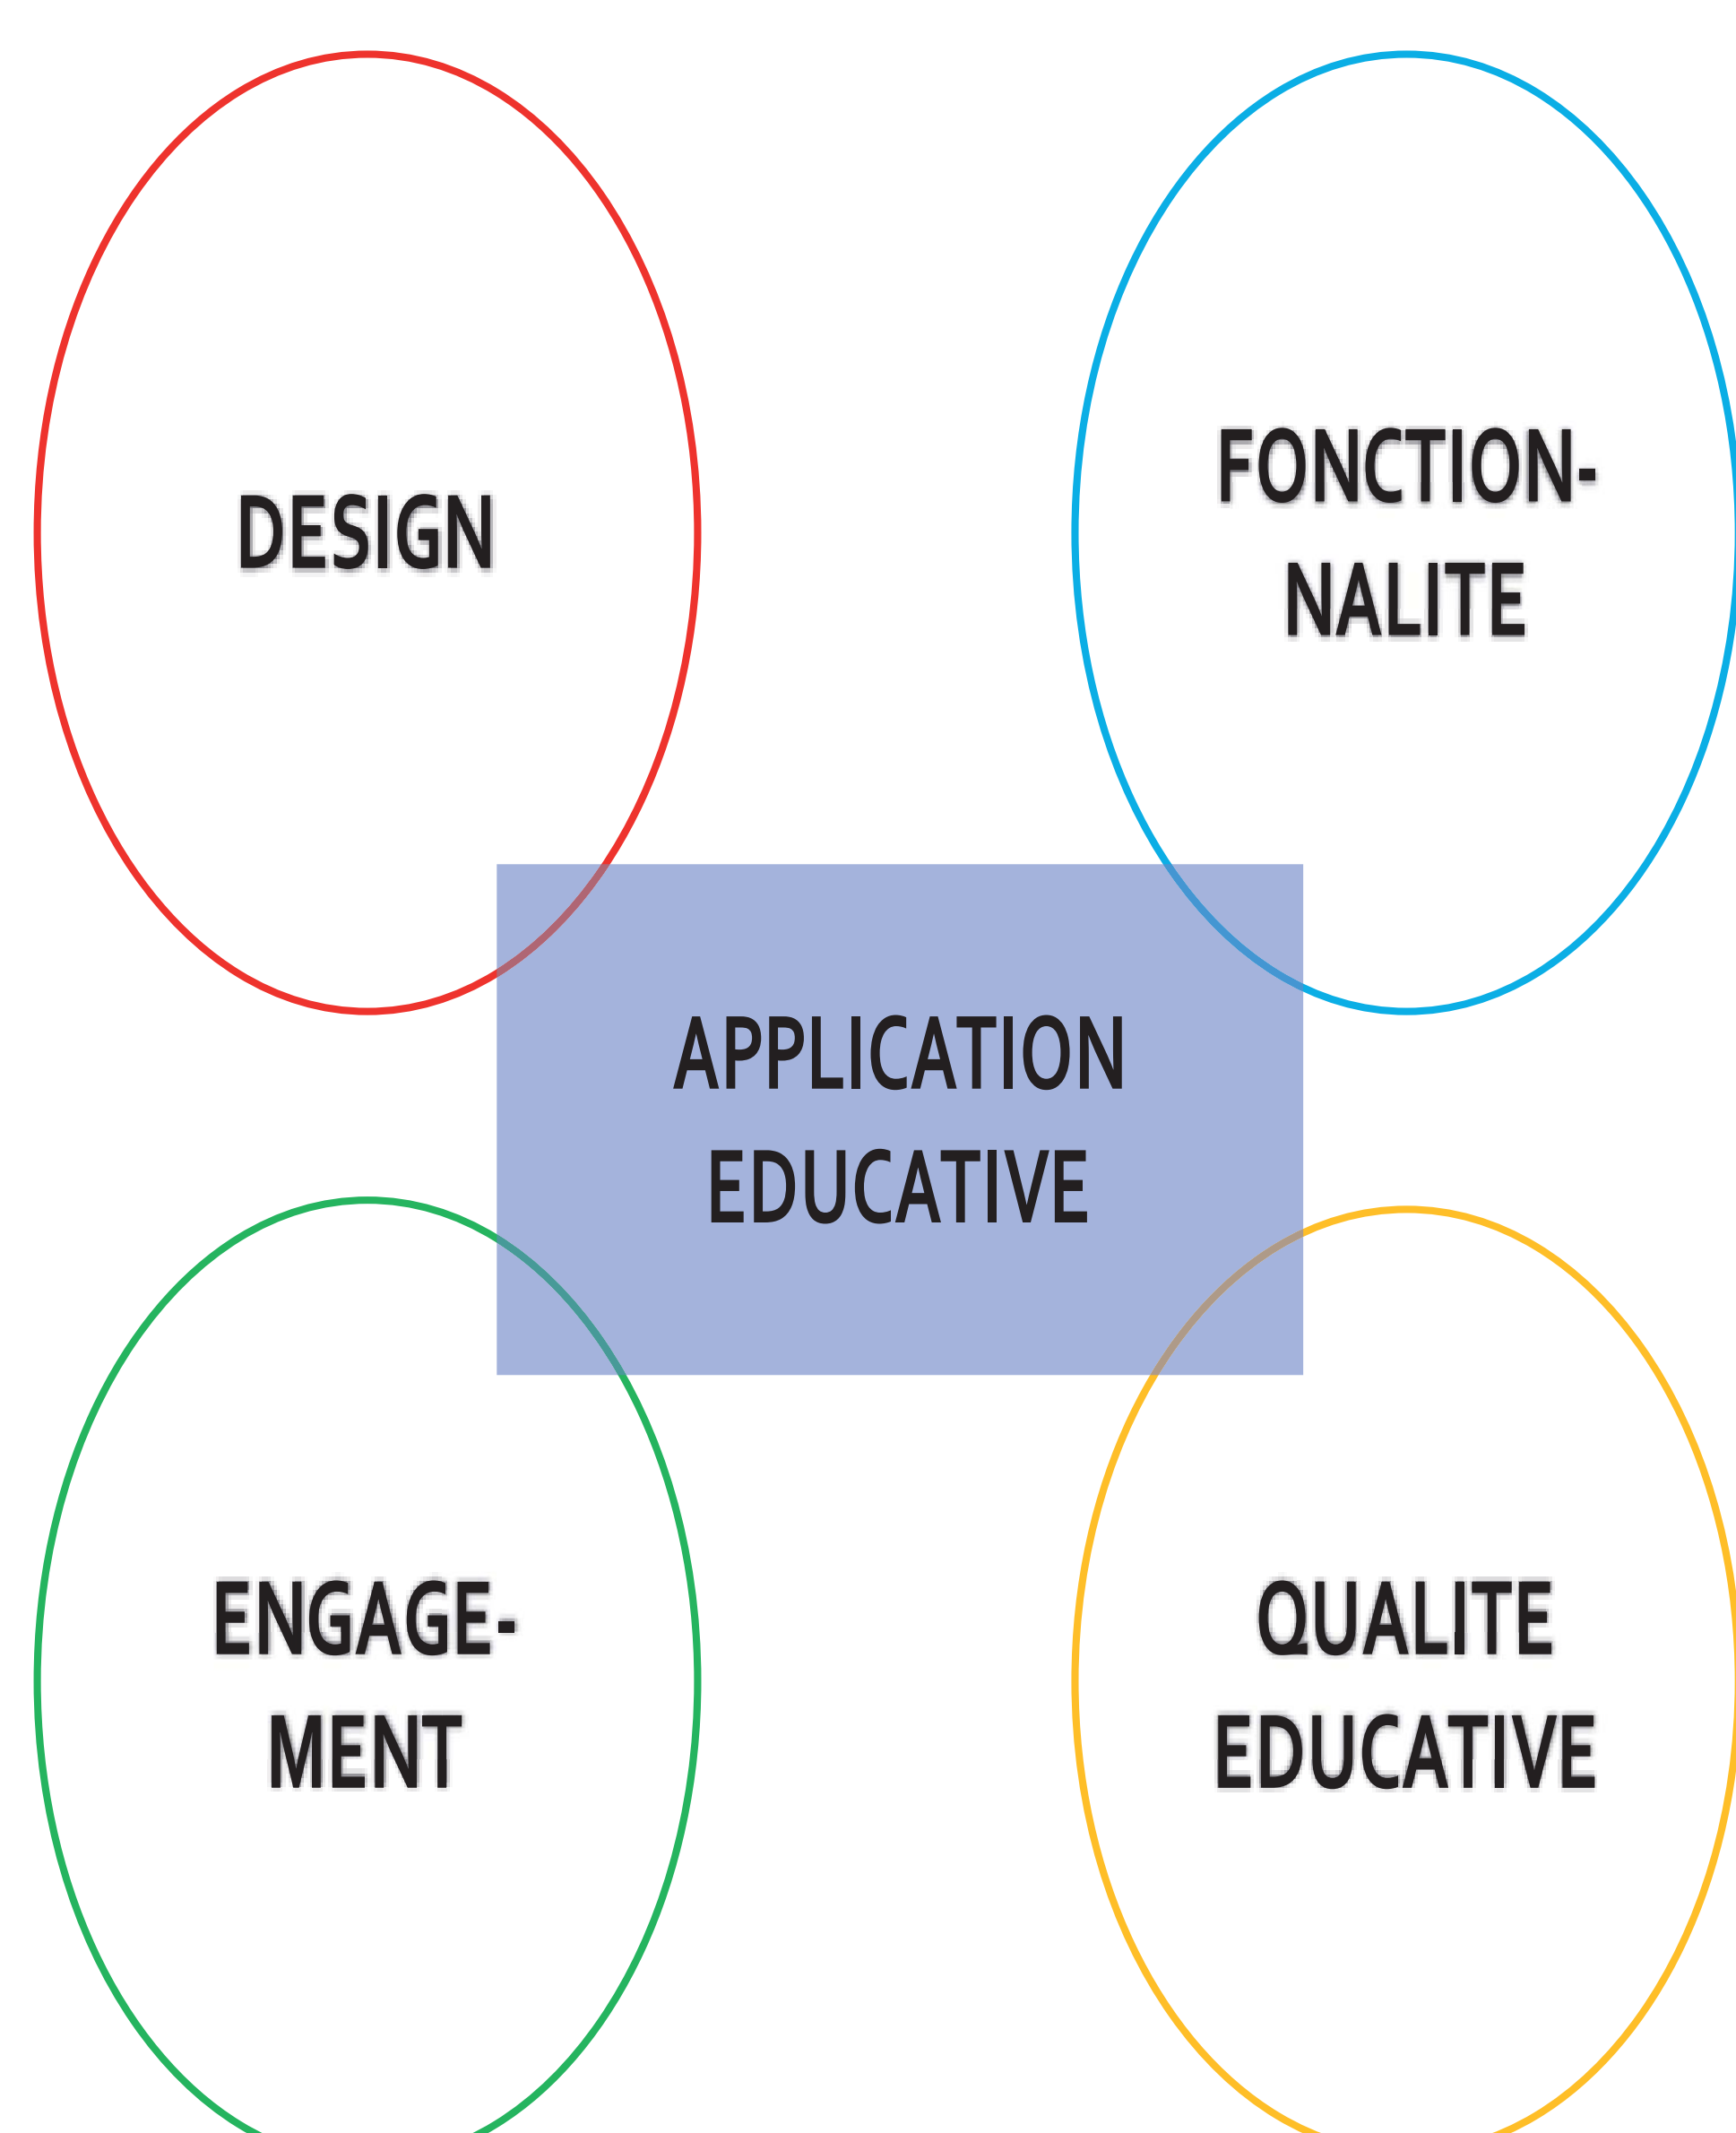 DESIGN
FONCTION-
NALITE
APPLICATION
EDUCATIVE
ENGAGE-
MENT
QUALITE
EDUCATIVE